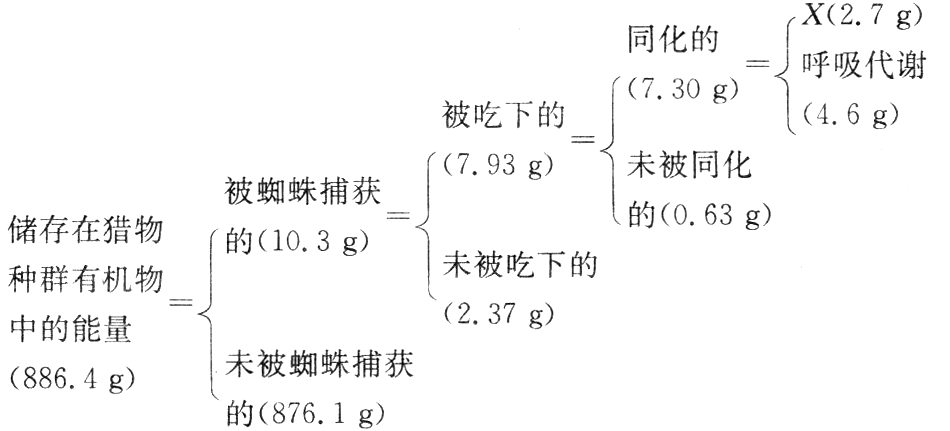 储存在猎物
种群有机物
中的能量
(886.4 g)
=
被蜘蛛捕获
的(10.3 g)
=
被吃下的
(7.93 g)
=
同化的
(7.30 g)
=
X(2.7 g)
呼吸代谢
(4.6 g)
未被同化
的(0.63 g)
未被吃下的
(2.37 g)
未被蜘蛛捕获
的(876.1 g)